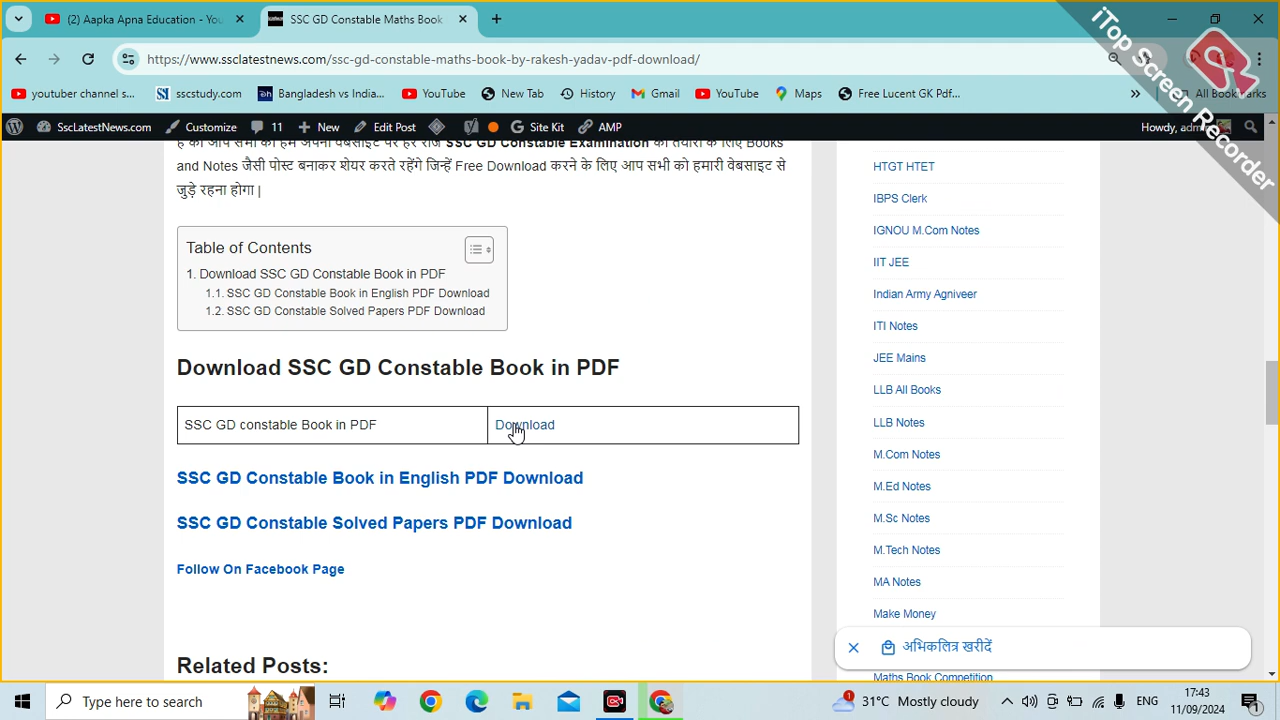 (2) Aapka Apna Education - You
SSC GD Constable Maths Book
https://www.ssclatestnews.com/ssc-gd-constable-maths-book-by-rakesh-yadav-pdf-download/
iTop Screen Recorder
youtuber channel s...
sscstudy.com
Bangladesh vs India...
YouTube
New Tab
History
Gmail
YouTube
Maps
Free Lucent GK Pdf...
All Bookmarks
SscLatestNews.com
Customize
11
New
Edit Post
Site Kit
AMP
Howdy, admin
SSC GD Constable Examination की तैयारी के लिए Books
and Notes जैसी पोस्ट बनाकर शेयर करते रहेंगे जिन्हें Free Download करने के लिए आप सभी को हमारी वेबसाइट से
जुड़े रहना होगा |
Table of Contents
1. Download SSC GD Constable Book in PDF
1.1. SSC GD Constable Book in English PDF Download
1.2. SSC GD Constable Solved Papers PDF Download
Download SSC GD Constable Book in PDF
SSC GD constable Book in PDF
Download
SSC GD Constable Book in English PDF Download
SSC GD Constable Solved Papers PDF Download
Follow On Facebook Page
Related Posts:
HTGT HTET
IBPS Clerk
IGNOU M.Com Notes
IIT JEE
Indian Army Agniveer
ITI Notes
JEE Mains
LLB All Books
LLB Notes
M.Com Notes
M.Ed Notes
M.Sc Notes
M.Tech Notes
MA Notes
Make Money
अभिकलित्र खरीदें
Maths Book Competition
Type here to search
1
31°C Mostly cloudy
ENG
17:43
11/09/2024
1